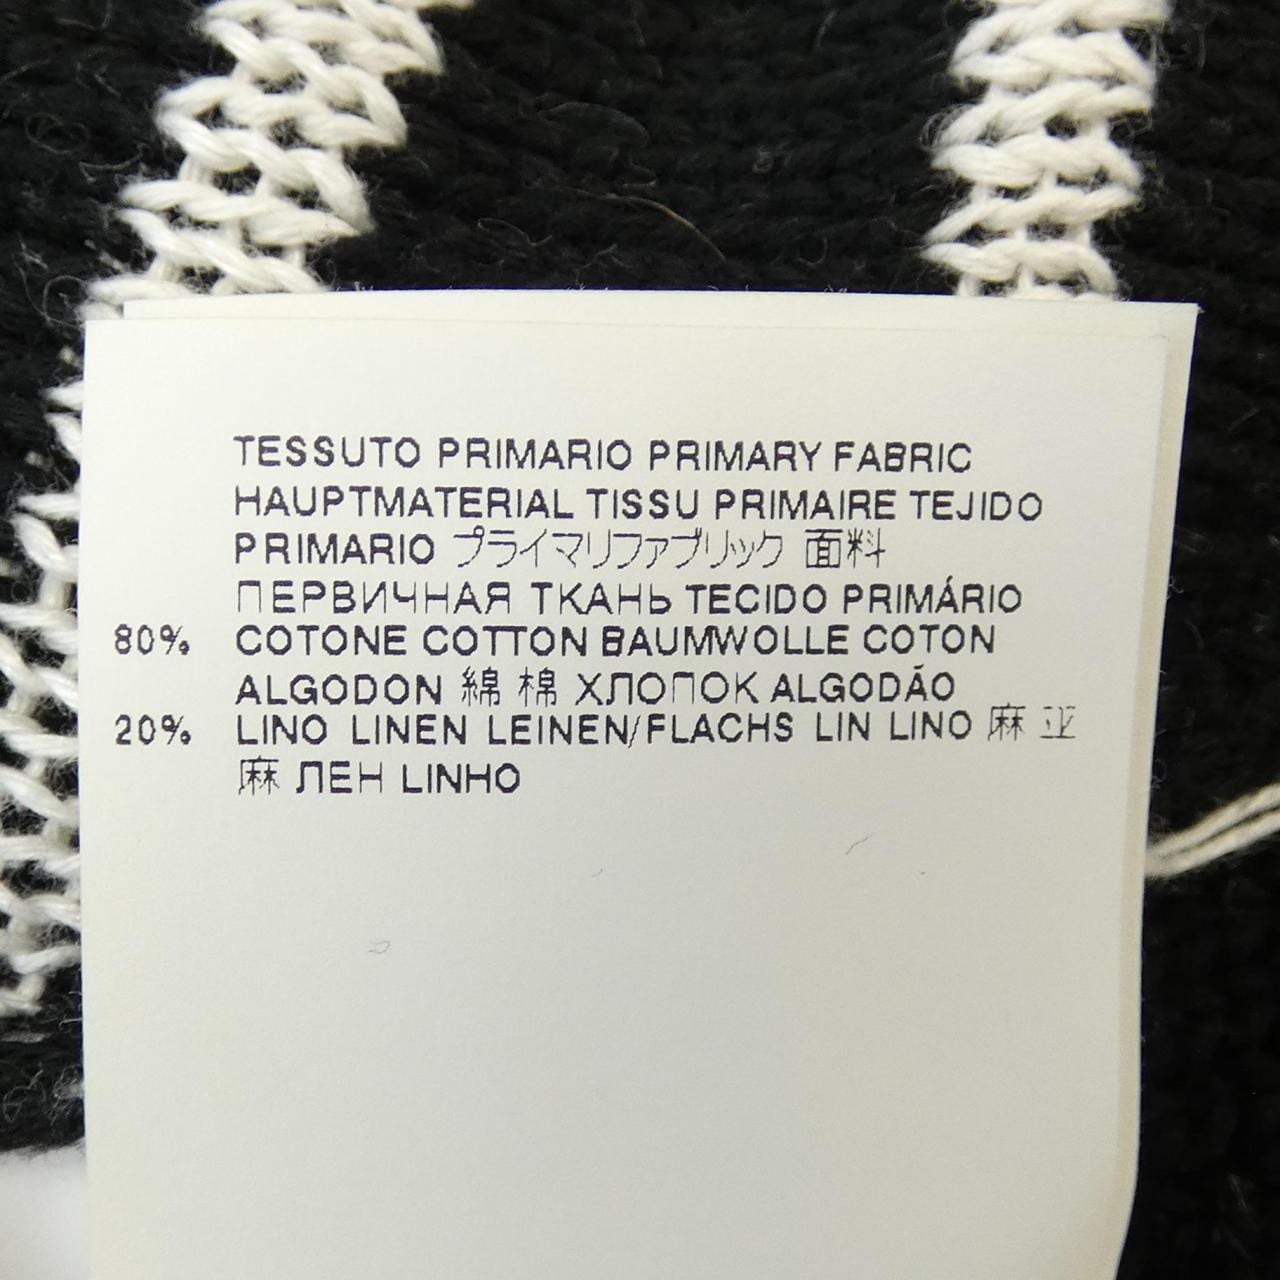 TESSUTO PRIMARIO PRIMARY FABRIC
HAUPTMATERIAL TISSU PRIMAIRE TEJIDO
PRIMARIO プライマリファブリック 面料
ПЕРВИЧНАЯ ТКАНЬ TECIDO PRIMÁRIO
80% COTONE COTTON BAUMWOLLE COTON
ALGODON 綿 棉 ХЛОПОК ALGODÃO
20% LINO LINEN LEINEN/FLACHS LIN LINO 麻 亚
麻 ЛЕН LINHO